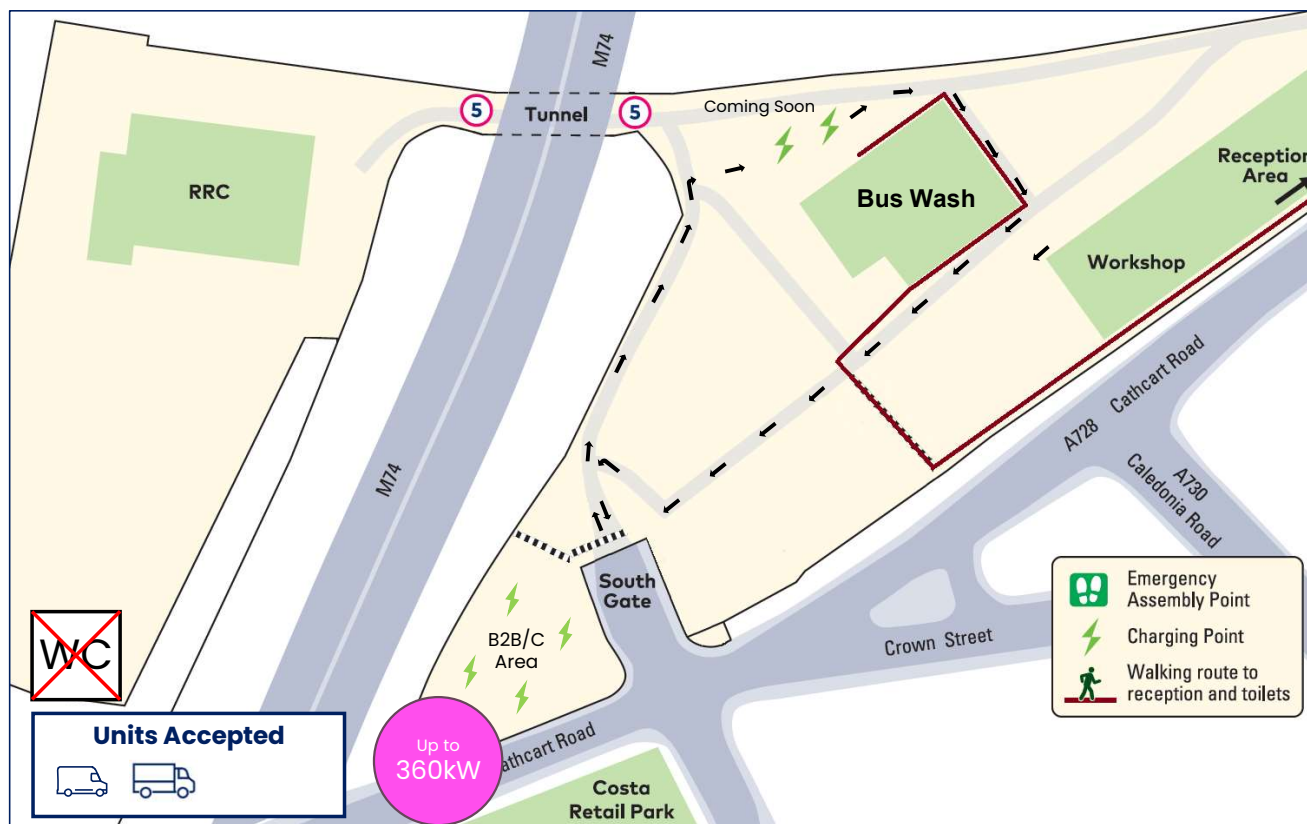 M74
5
Tunnel
5
Coming Soon
RRC
Bus Wash
Reception
Area
Workshop
M74
A728 Cathcart Road
A730
Caledonia Road
South
Gate
B2B/C
Area
Crown Street
WC
Units Accepted
Up to
360kW
athcart Road
Costa
Retail Park
Emergency
Assembly Point
Charging Point
Walking route to
reception and toilets